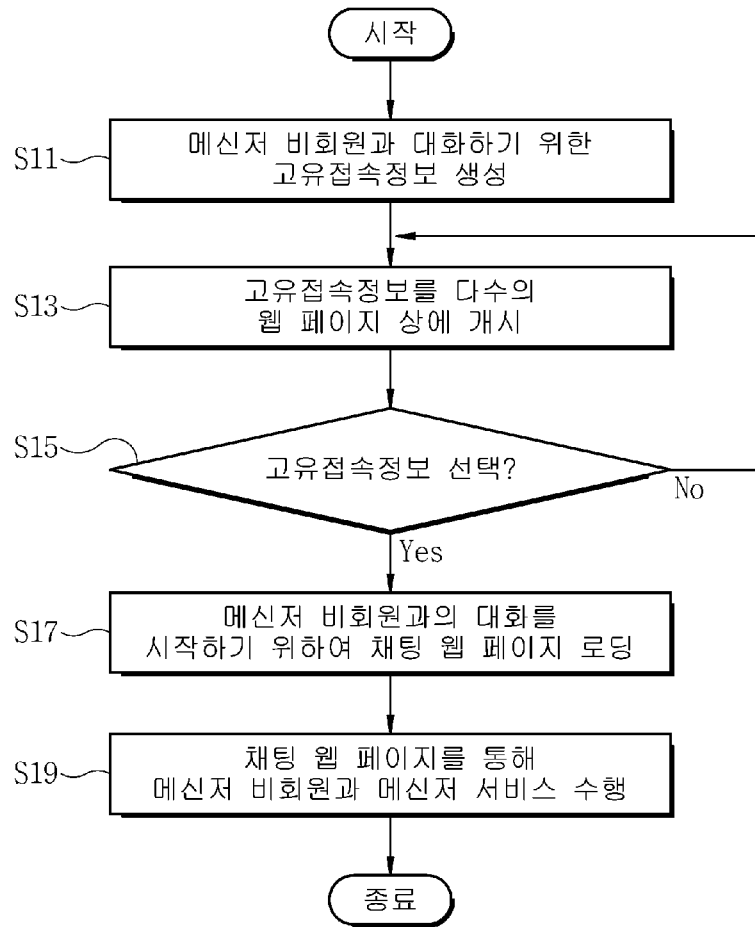 시작
S11
메신저 비회원과 대화하기 위한
고유접속정보 생성
S13
고유접속정보를 다수의
웹 페이지 상에 개시
S15
고유접속정보 선택?
No
Yes
S17
메신저 비회원과의 대화를
시작하기 위하여 채팅 웹 페이지 로딩
S19
채팅 웹 페이지를 통해
메신저 비회원과 메신저 서비스 수행
종료